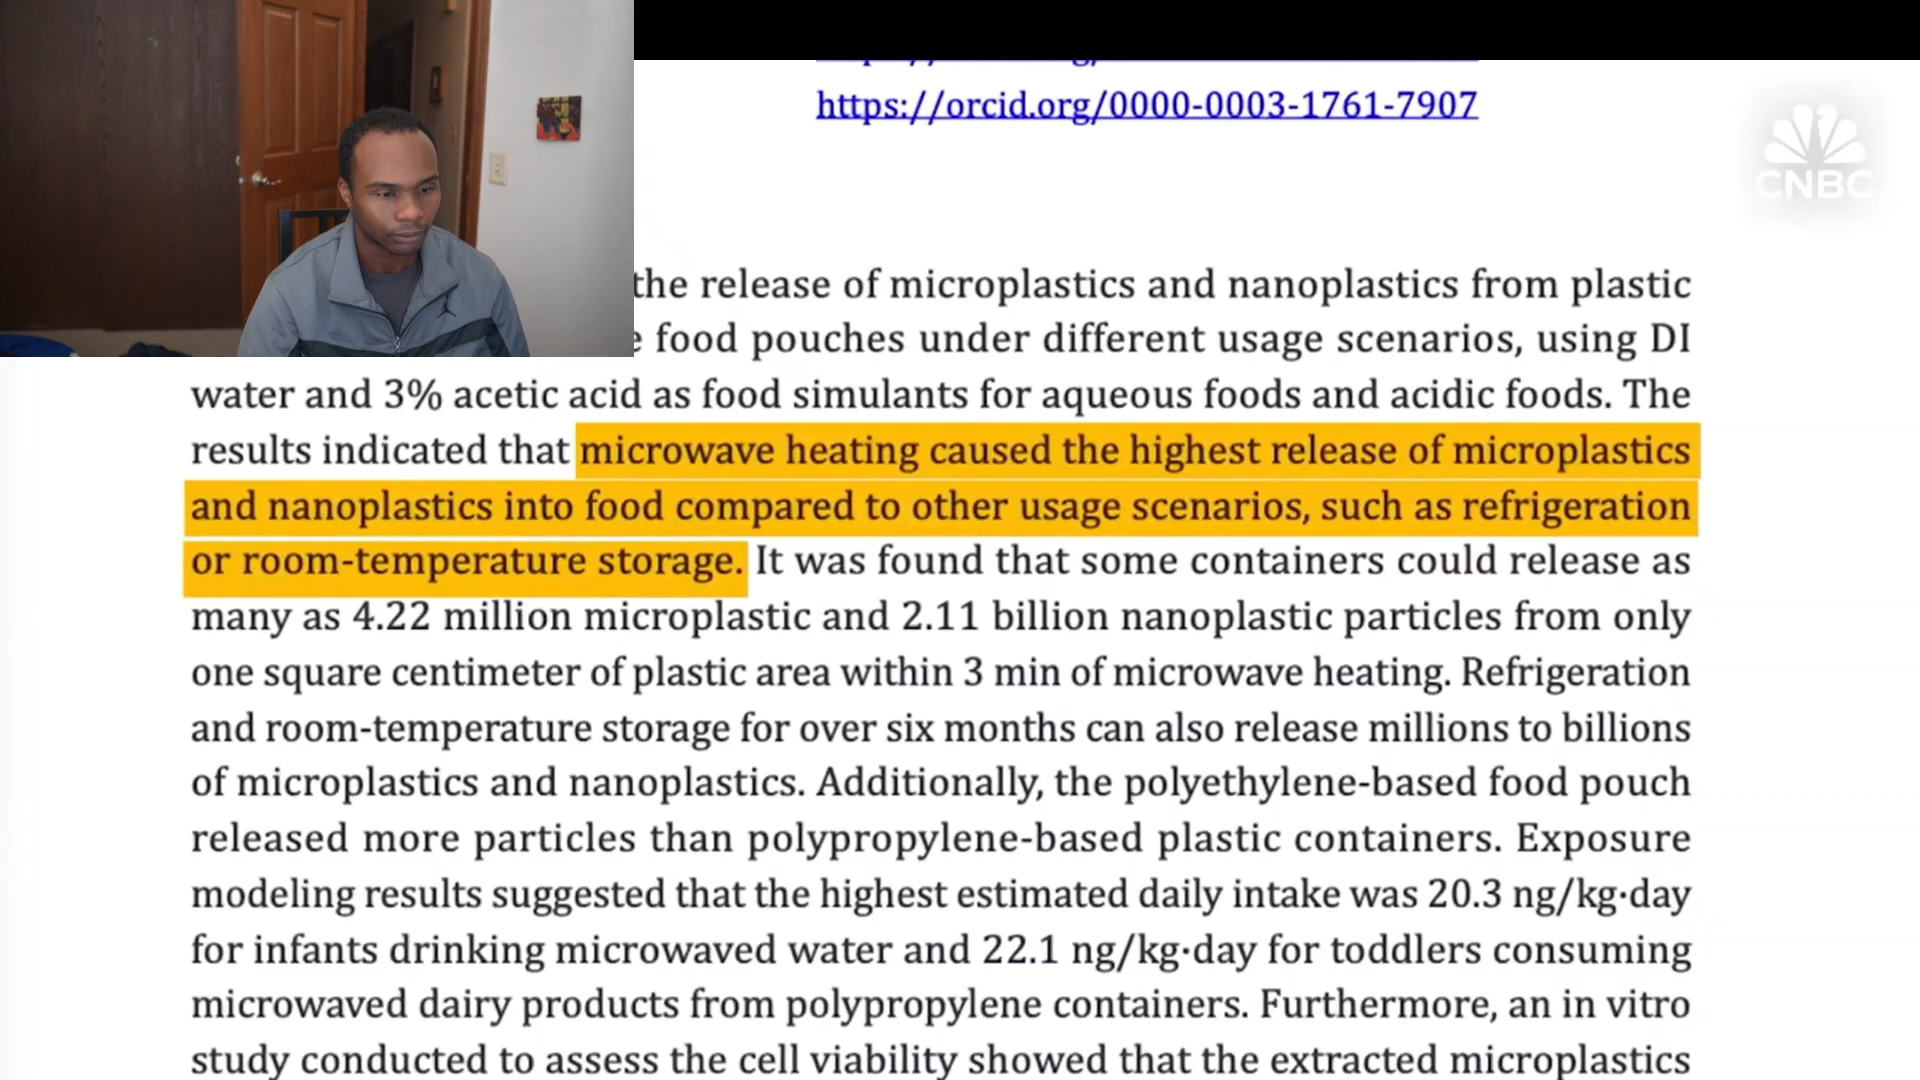 https://orcid.org/0000-0003-1761-7907
CNBC
the release of microplastics and nanoplastics from plastic
food pouches under different usage scenarios, using DI
water and 3% acetic acid as food simulants for aqueous foods and acidic foods. The
results indicated that microwave heating caused the highest release of microplastics
and nanoplastics into food compared to other usage scenarios, such as refrigeration
or room-temperature storage. It was found that some containers could release as
many as 4.22 million microplastic and 2.11 billion nanoplastic particles from only
one square centimeter of plastic area within 3 min of microwave heating. Refrigeration
and room-temperature storage for over six months can also release millions to billions
of microplastics and nanoplastics. Additionally, the polyethylene-based food pouch
released more particles than polypropylene-based plastic containers. Exposure
modeling results suggested that the highest estimated daily intake was 20.3 ng/kg·day
for infants drinking microwaved water and 22.1 ng/kg·day for toddlers consuming
microwaved dairy products from polypropylene containers. Furthermore, an in vitro
study conducted to assess the cell viability showed that the extracted microplastics